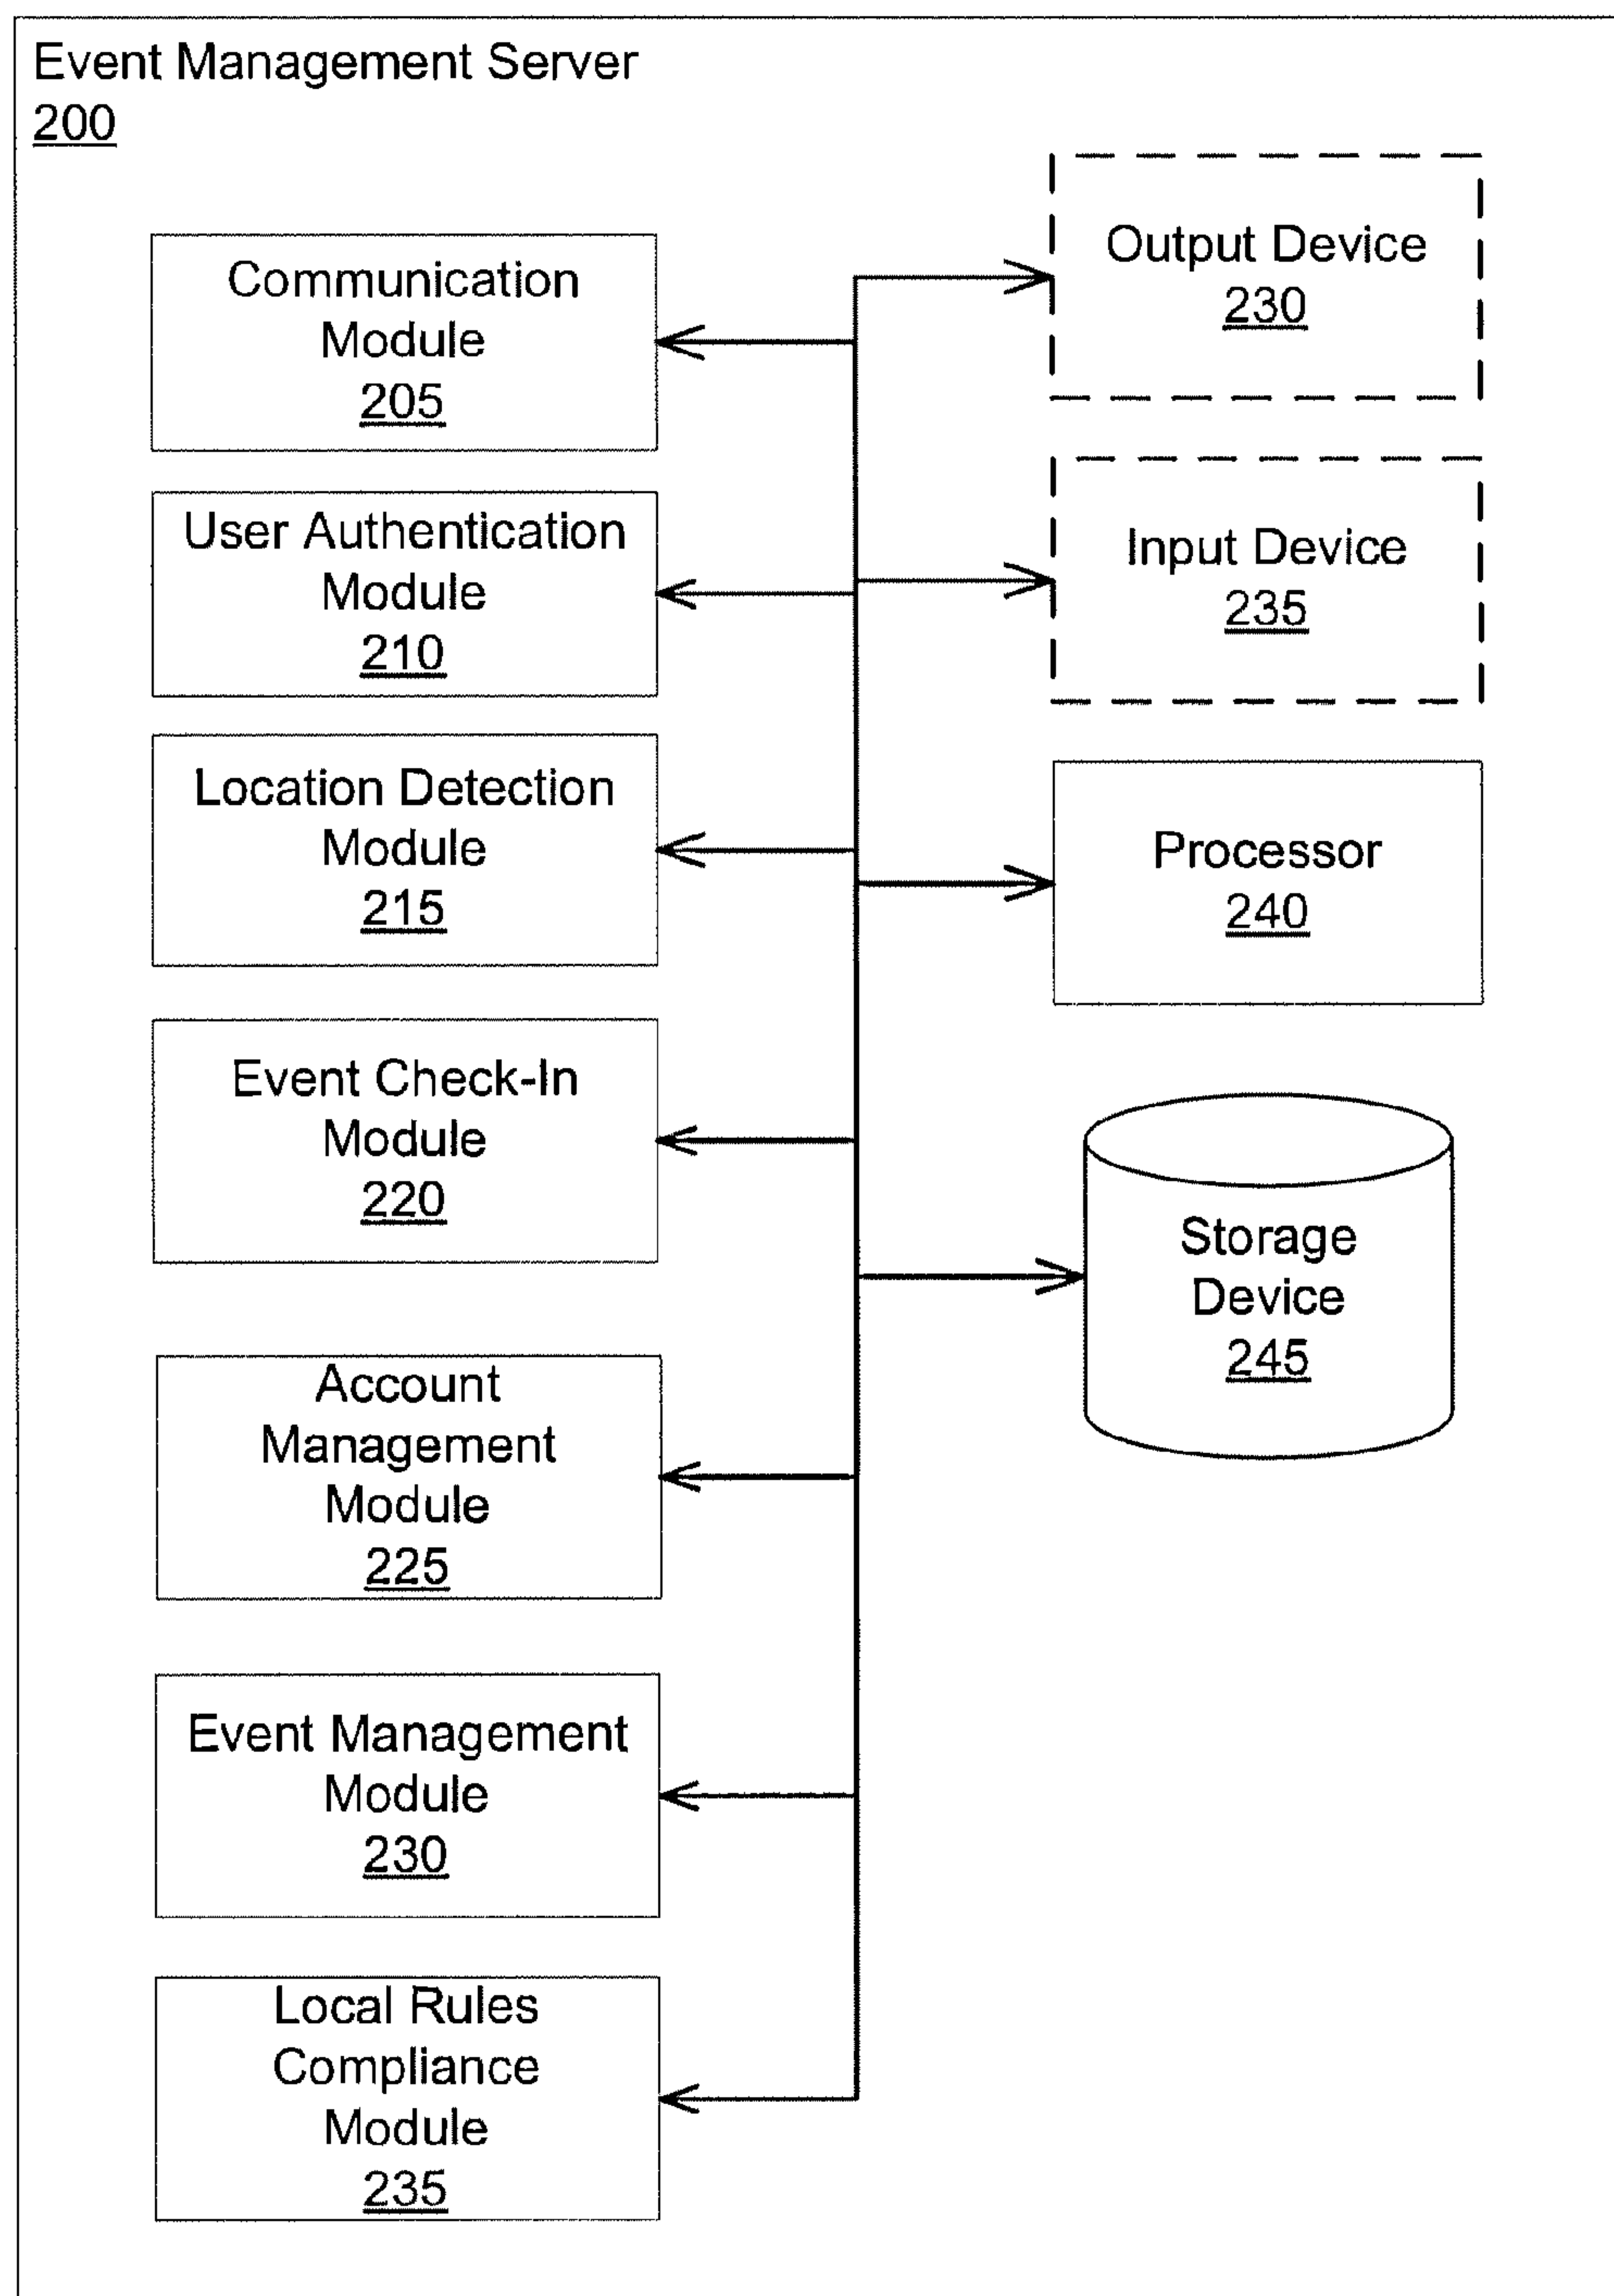 Event Management Server
200
Communication
Module
205
User Authentication
Module
210
Location Detection
Module
215
Event Check-In
Module
220
Account
Management
Module
225
Event Management
Module
230
Local Rules
Compliance
Module
235
Output Device
230
Input Device
235
Processor
240
Storage
Device
245